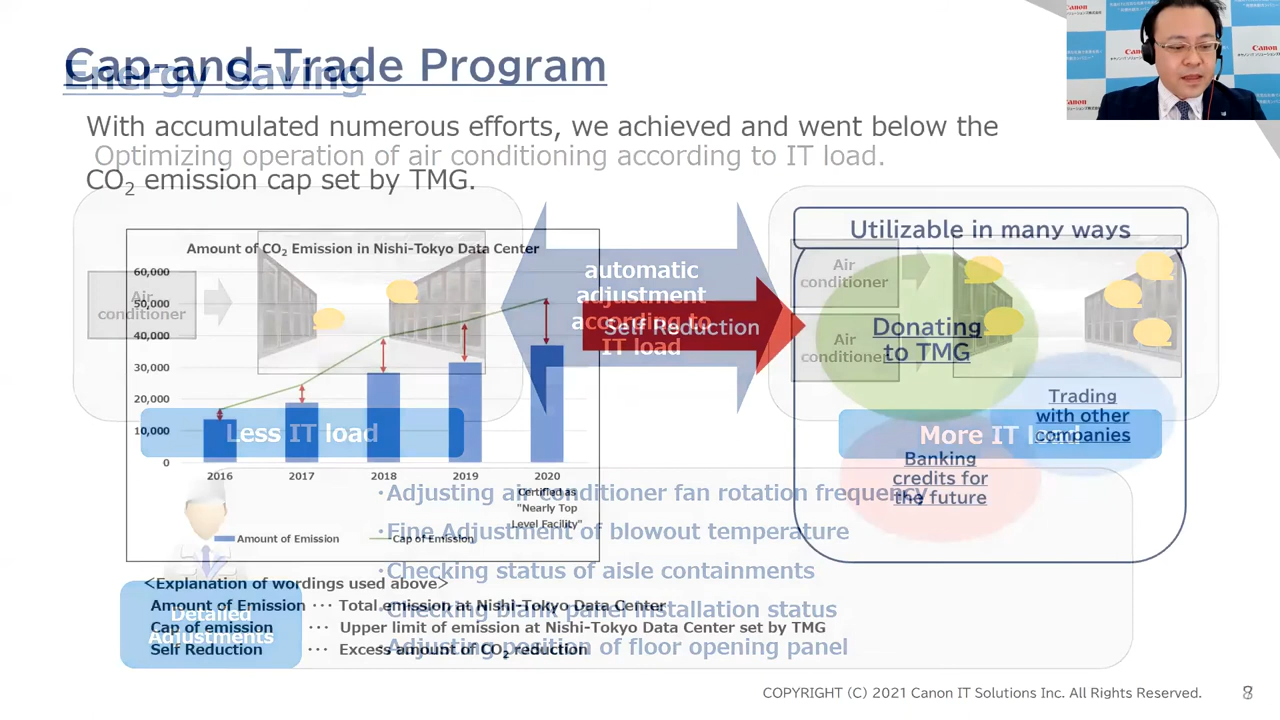 Cap-and-Trade Program
Energy Saving
With accumulated numerous efforts, we achieved and went below the
Optimizing operation of air conditioning according to IT load.
CO2 emission cap set by TMG.
Canon
Canon
Canon
Amount of CO2 Emission in Nishi-Tokyo Data Center
60,000
50,000
40,000
30,000
20,000
10,000
0
2016
2017
2018
2019
2020
Certified as
"Nearly Top
Level Facility"
Amount of Emission
Cap of Emission
Air
conditioner
Less IT load
automatic
adjustment
according to
IT load
Self Reduction
Utilizable in many ways
Air
conditioner
Air
conditioner
Donating
to TMG
Trading
with other
companies
More IT load
Banking
credits for
the future
・Adjusting air conditioner fan rotation frequency
・Fine Adjustment of blowout temperature
・Checking status of aisle containments
・Checking blank panel installation status
・Adjusting position of floor opening panel
Detailed
Adjustments
<Explanation of wordings used above>
Amount of Emission ··· Total emission at Nishi-Tokyo Data Center
Cap of emission ··· Upper limit of emission at Nishi-Tokyo Data Center set by TMG
Self Reduction ··· Excess amount of CO2 reduction
COPYRIGHT (C) 2021 Canon IT Solutions Inc. All Rights Reserved.